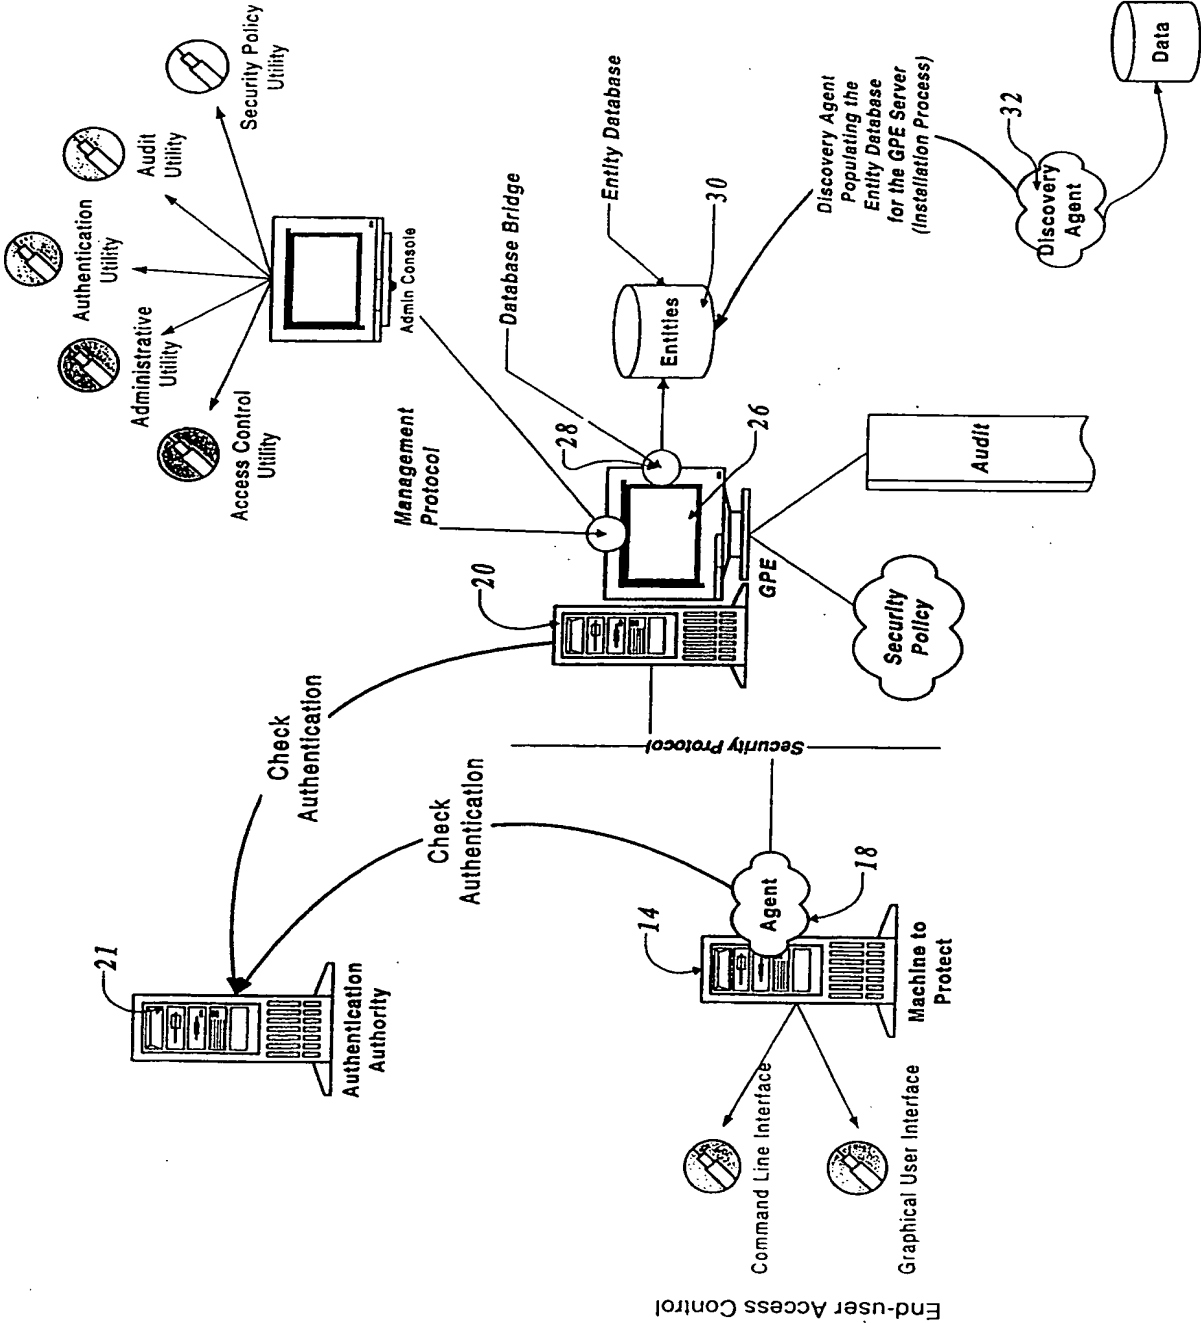 End-user Access Control
Command Line Interface
Graphical User Interface
21
Authentication
Authority
14
Agent
18
Machine to
Protect
Check
Authentication
Check
Authentication
Security Protocol
20
GPE
Security
Policy
Management
Protocol
28
26
Audit
Database Bridge
Entities
30
Entity Database
Admin Console
Access Control
Utility
Administrative
Utility
Authentication
Utility
Audit
Utility
Security Policy
Utility
Discovery Agent
Populating the
Entity Database
for the GPE Server
(Installation Process)
32
Discovery
Agent
Data